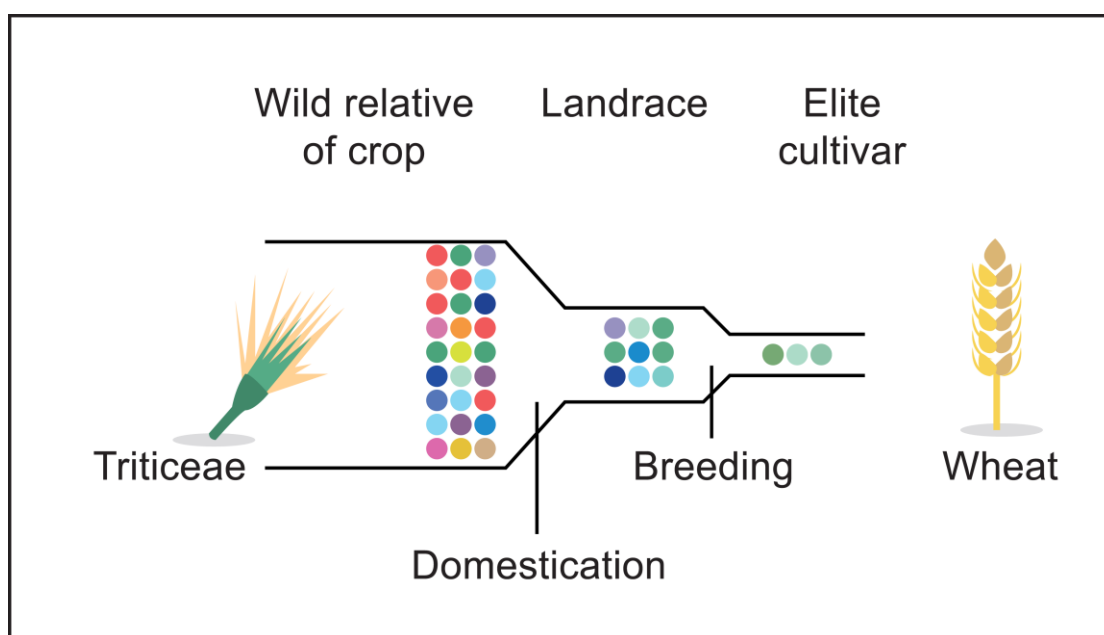 Wild relative
of crop
Landrace
Elite
cultivar
Triticeae
Breeding
Wheat
Domestication